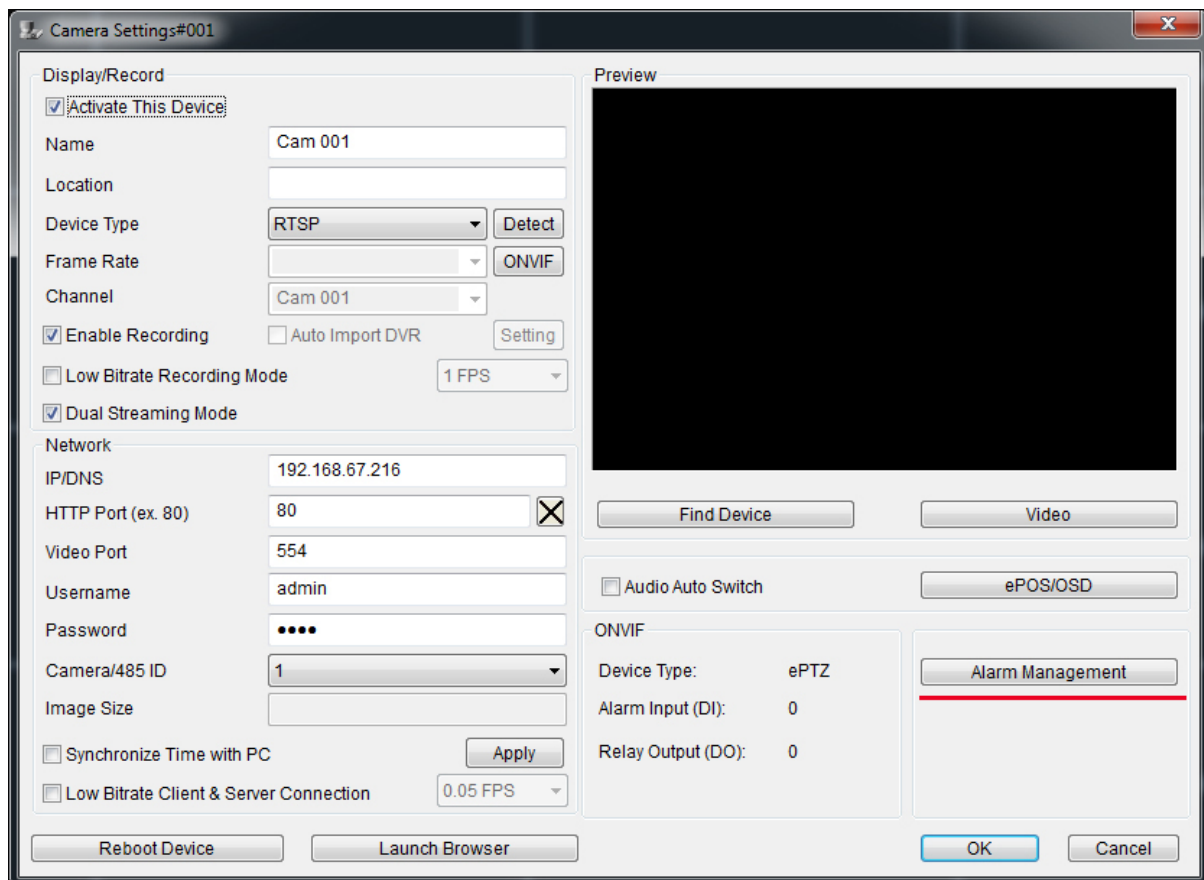 Camera Settings#001
Display/Record
Activate This Device
Name Cam 001
Location
Device Type RTSP Detect
Frame Rate ONVIF
Channel Cam 001
Enable Recording Auto Import DVR Setting
Low Bitrate Recording Mode 1 FPS
Dual Streaming Mode
Network
IP/DNS 192.168.67.216
HTTP Port (ex. 80) 80
Video Port 554
Username admin
Password ••••
Camera/485 ID 1
Image Size
Synchronize Time with PC Apply
Low Bitrate Client & Server Connection 0.05 FPS
Reboot Device Launch Browser
Preview
Find Device Video
Audio Auto Switch ePOS/OSD
ONVIF
Device Type: ePTZ
Alarm Input (DI): 0
Relay Output (DO): 0
Alarm Management
OK Cancel